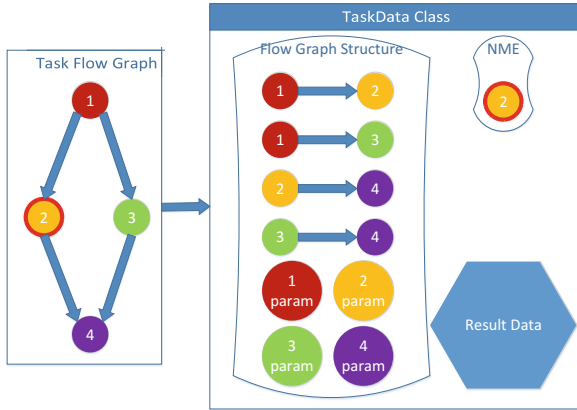 TaskData Class
Task Flow Graph
1
2
3
4
Flow Graph Structure
1 2
1 3
2 4
3 4
1 param
2 param
3 param
4 param
NME
2
Result Data